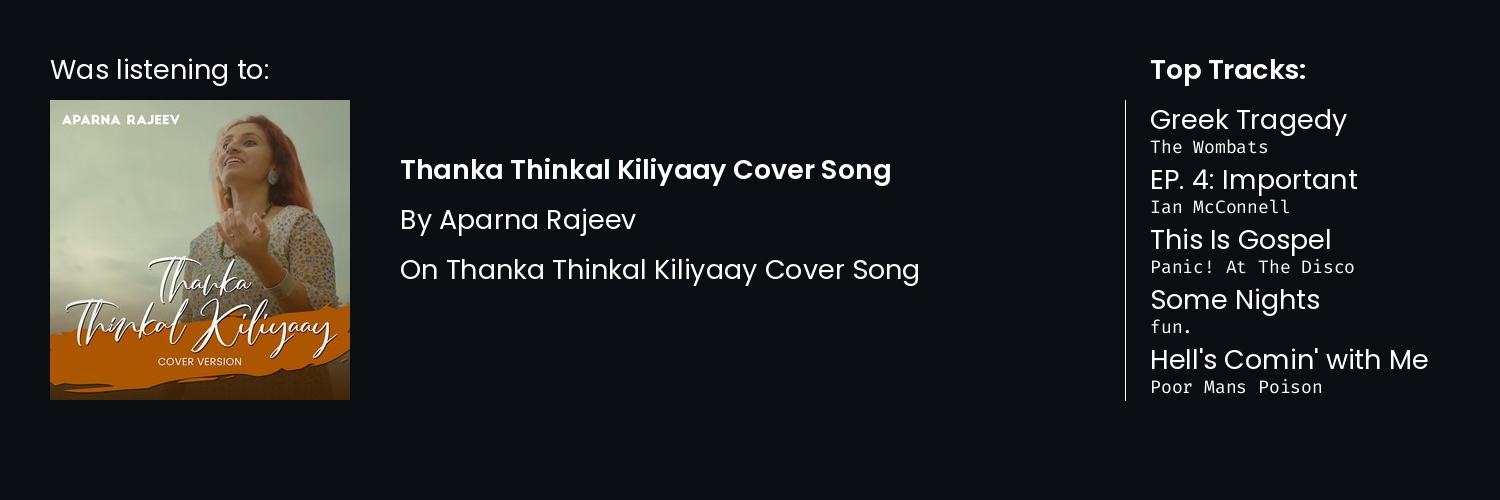 Was listening to:
APARNA RAJEEV
Thanka
Thinkal Kiliyaay
COVER VERSION
Thanka Thinkal Kiliyaay Cover Song
By Aparna Rajeev
On Thanka Thinkal Kiliyaay Cover Song
Top Tracks:
Greek Tragedy
The Wombats
EP. 4: Important
Ian McConnell
This Is Gospel
Panic! At The Disco
Some Nights
fun.
Hell's Comin' with Me
Poor Mans Poison